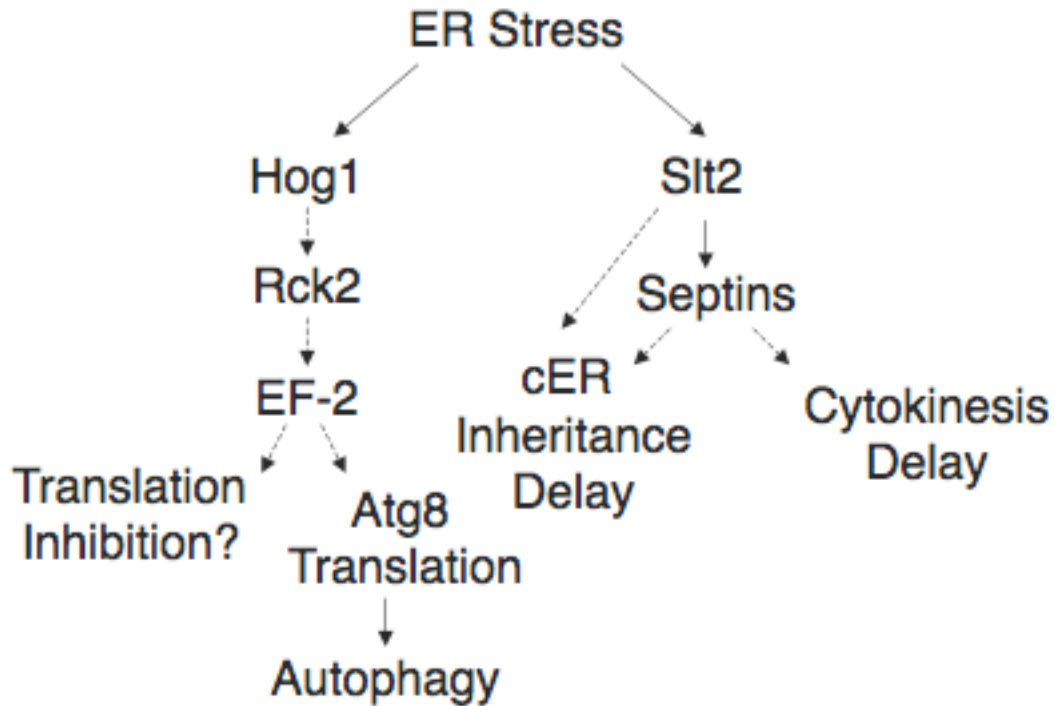 ER Stress
Hog1
Slt2
Rck2
Septins
EF-2
cER
Inheritance
Delay
Cytokinesis
Delay
Translation
Inhibition?
Atg8
Translation
Autophagy